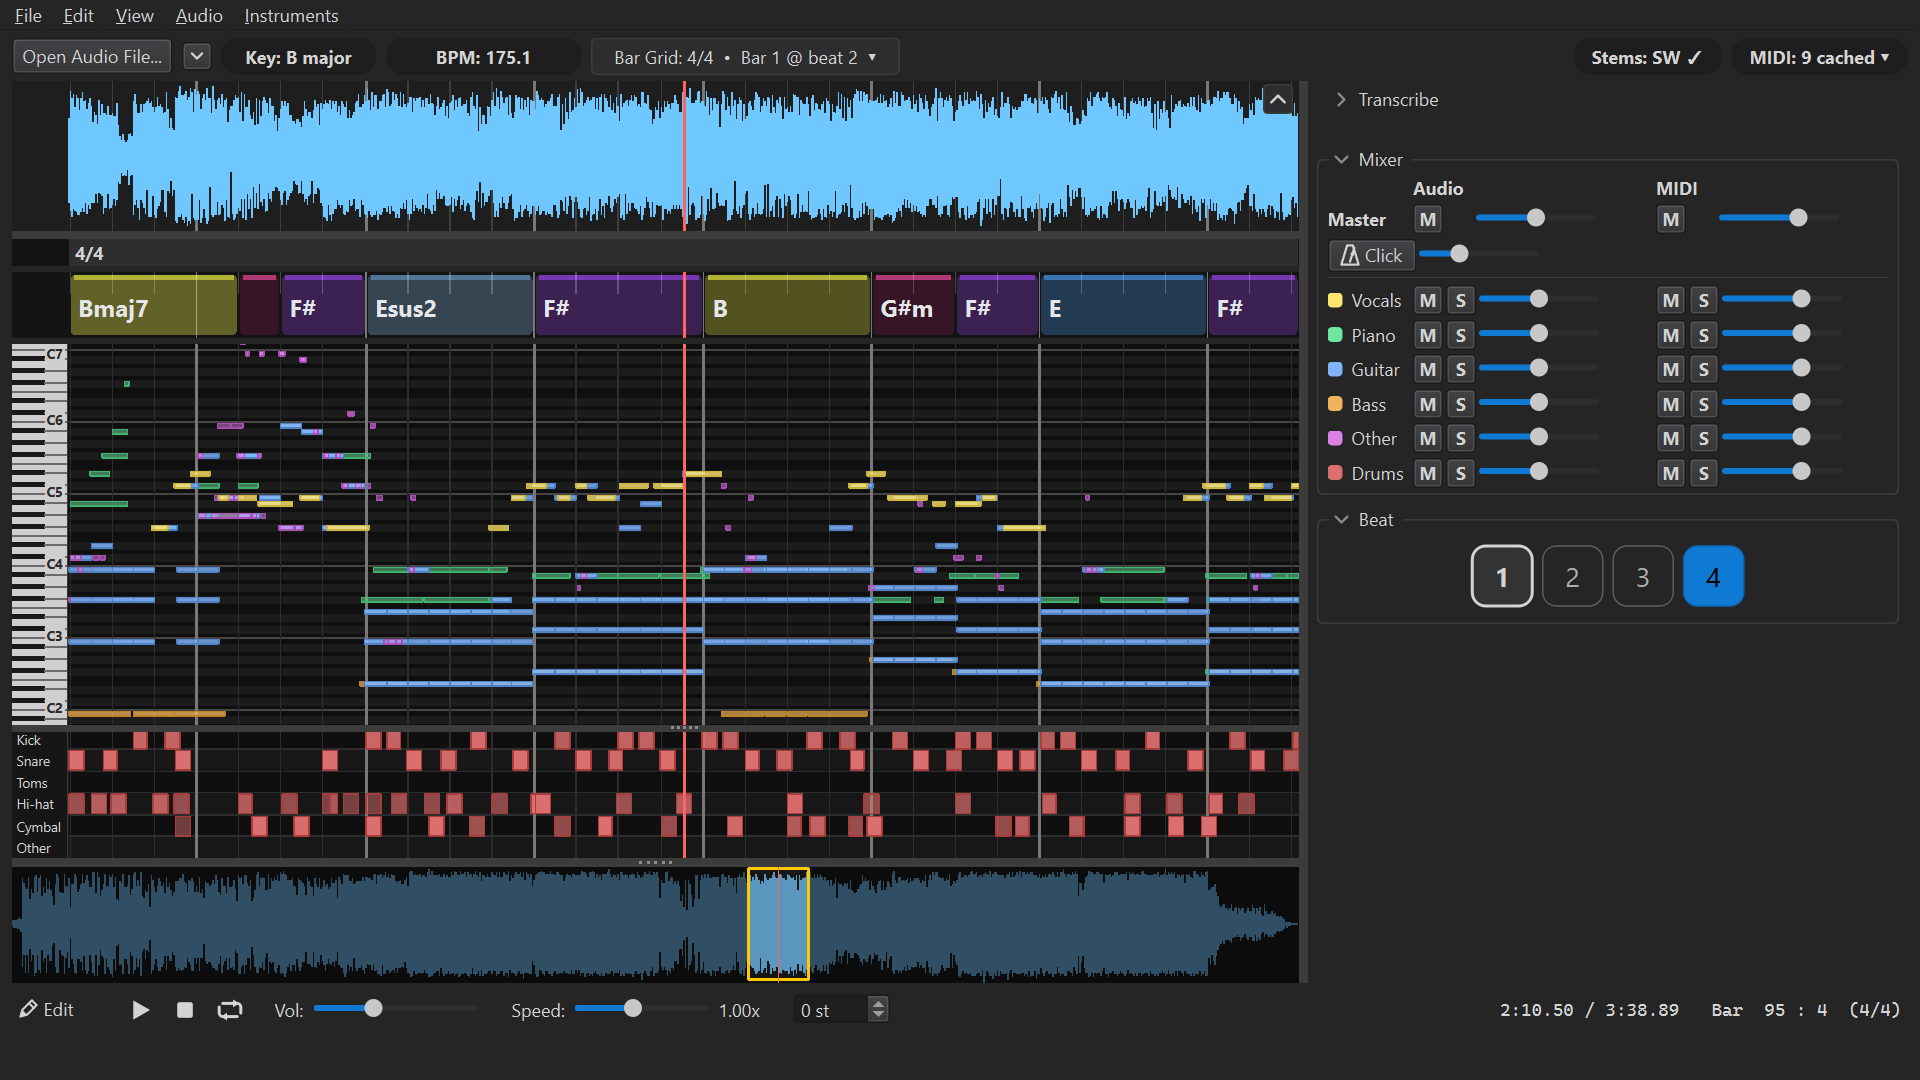 File Edit View Audio Instruments
Open Audio File... Key: B major BPM: 175.1 Bar Grid: 4/4 • Bar 1 @ beat 2 ▾ Stems: SW ✓ MIDI: 9 cached ▾
Transcribe
Mixer
Audio MIDI
Master M M
Click
Vocals M S M S
Piano M S M S
Guitar M S M S
Bass M S M S
Other M S M S
Drums M S M S
Beat
1 2 3 4
4/4
Bmaj7 F# Esus2 F# B G#m F# E F#
C7
C6
C5
C4
C3
C2
Kick
Snare
Toms
Hi-hat
Cymbal
Other
Edit Vol: Speed: 1.00x 0 st 2:10.50 / 3:38.89 Bar 95 : 4 (4/4)